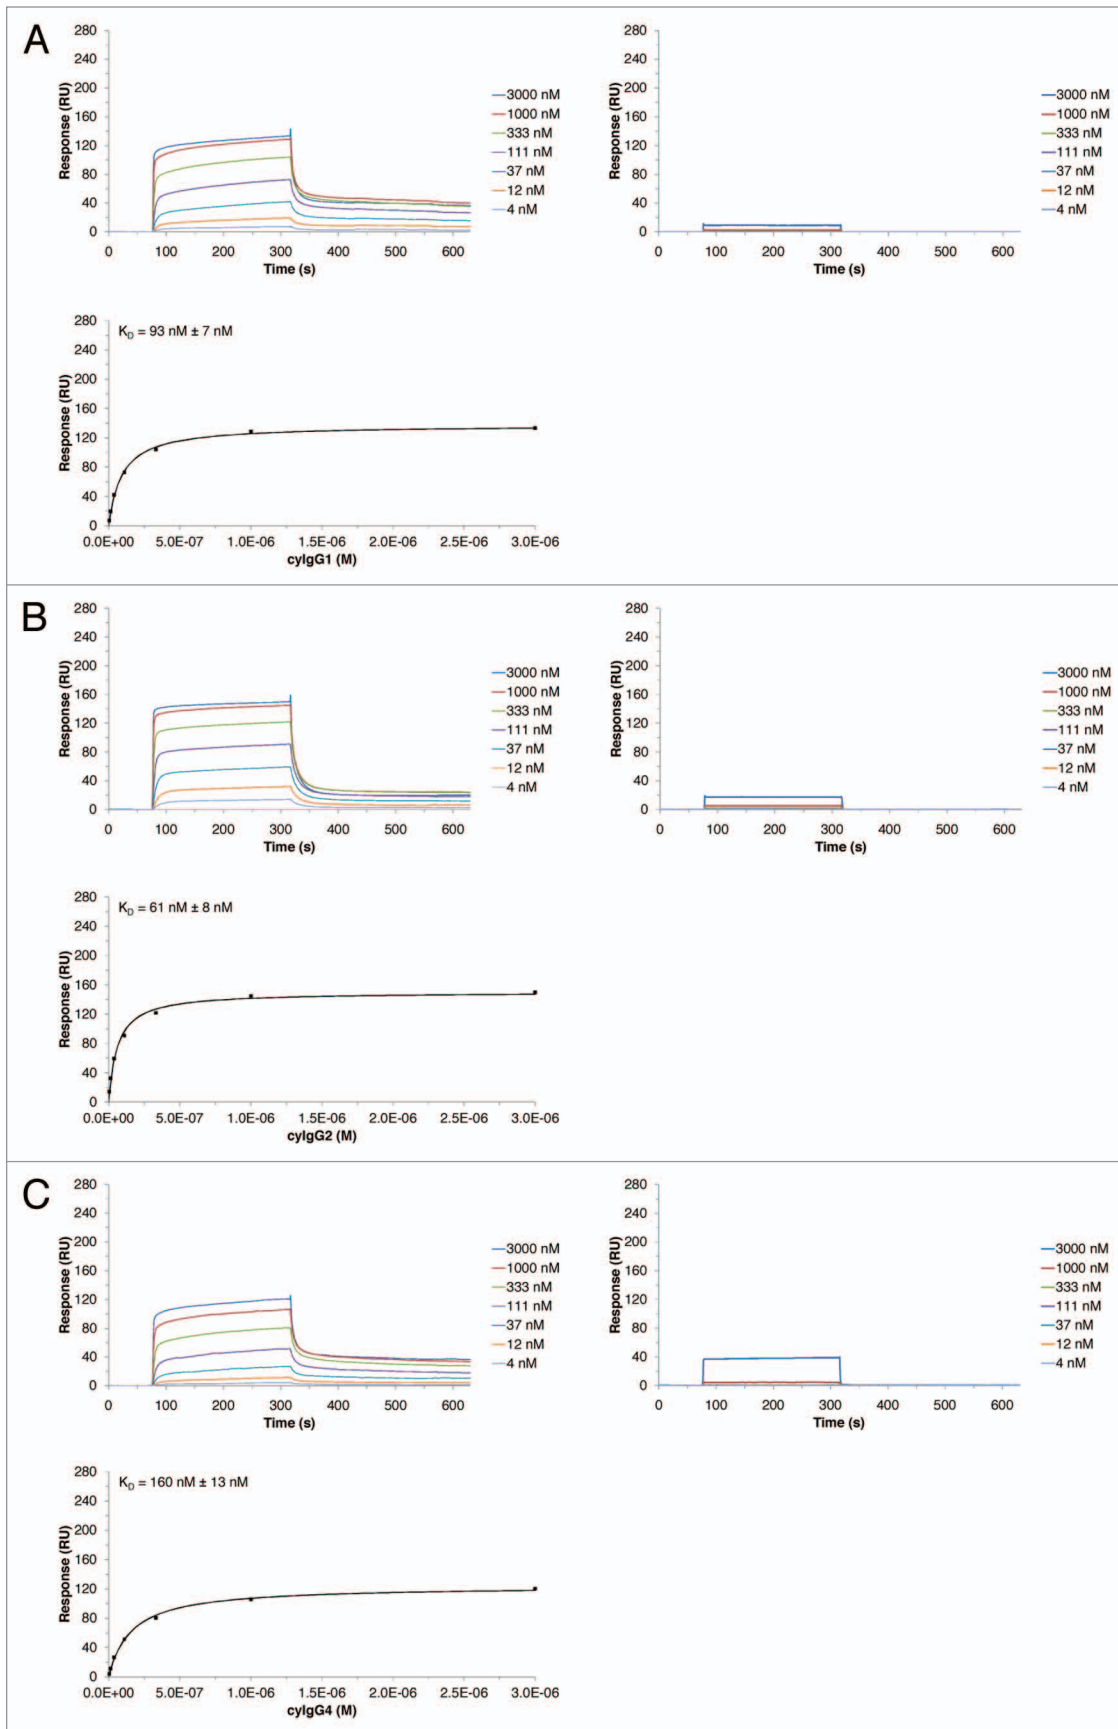 A
280
240
200
160
120
80
40
0
Response (RU)
0 100 200 300 400 500 600
Time (s)
3000 nM
1000 nM
333 nM
111 nM
37 nM
12 nM
4 nM
280
240
200
160
120
80
40
0
Response (RU)
0 100 200 300 400 500 600
Time (s)
3000 nM
1000 nM
333 nM
111 nM
37 nM
12 nM
4 nM
280
240
200
160
120
80
40
0
Response (RU)
KD = 93 nM ± 7 nM
0.0E+00 5.0E-07 1.0E-06 1.5E-06 2.0E-06 2.5E-06 3.0E-06
cyIgG1 (M)
B
280
240
200
160
120
80
40
0
Response (RU)
0 100 200 300 400 500 600
Time (s)
3000 nM
1000 nM
333 nM
111 nM
37 nM
12 nM
4 nM
280
240
200
160
120
80
40
0
Response (RU)
0 100 200 300 400 500 600
Time (s)
3000 nM
1000 nM
333 nM
111 nM
37 nM
12 nM
4 nM
280
240
200
160
120
80
40
0
Response (RU)
KD = 61 nM ± 8 nM
0.0E+00 5.0E-07 1.0E-06 1.5E-06 2.0E-06 2.5E-06 3.0E-06
cyIgG2 (M)
C
280
240
200
160
120
80
40
0
Response (RU)
0 100 200 300 400 500 600
Time (s)
3000 nM
1000 nM
333 nM
111 nM
37 nM
12 nM
4 nM
280
240
200
160
120
80
40
0
Response (RU)
0 100 200 300 400 500 600
Time (s)
3000 nM
1000 nM
333 nM
111 nM
37 nM
12 nM
4 nM
280
240
200
160
120
80
40
0
Response (RU)
KD = 160 nM ± 13 nM
0.0E+00 5.0E-07 1.0E-06 1.5E-06 2.0E-06 2.5E-06 3.0E-06
cyIgG4 (M)